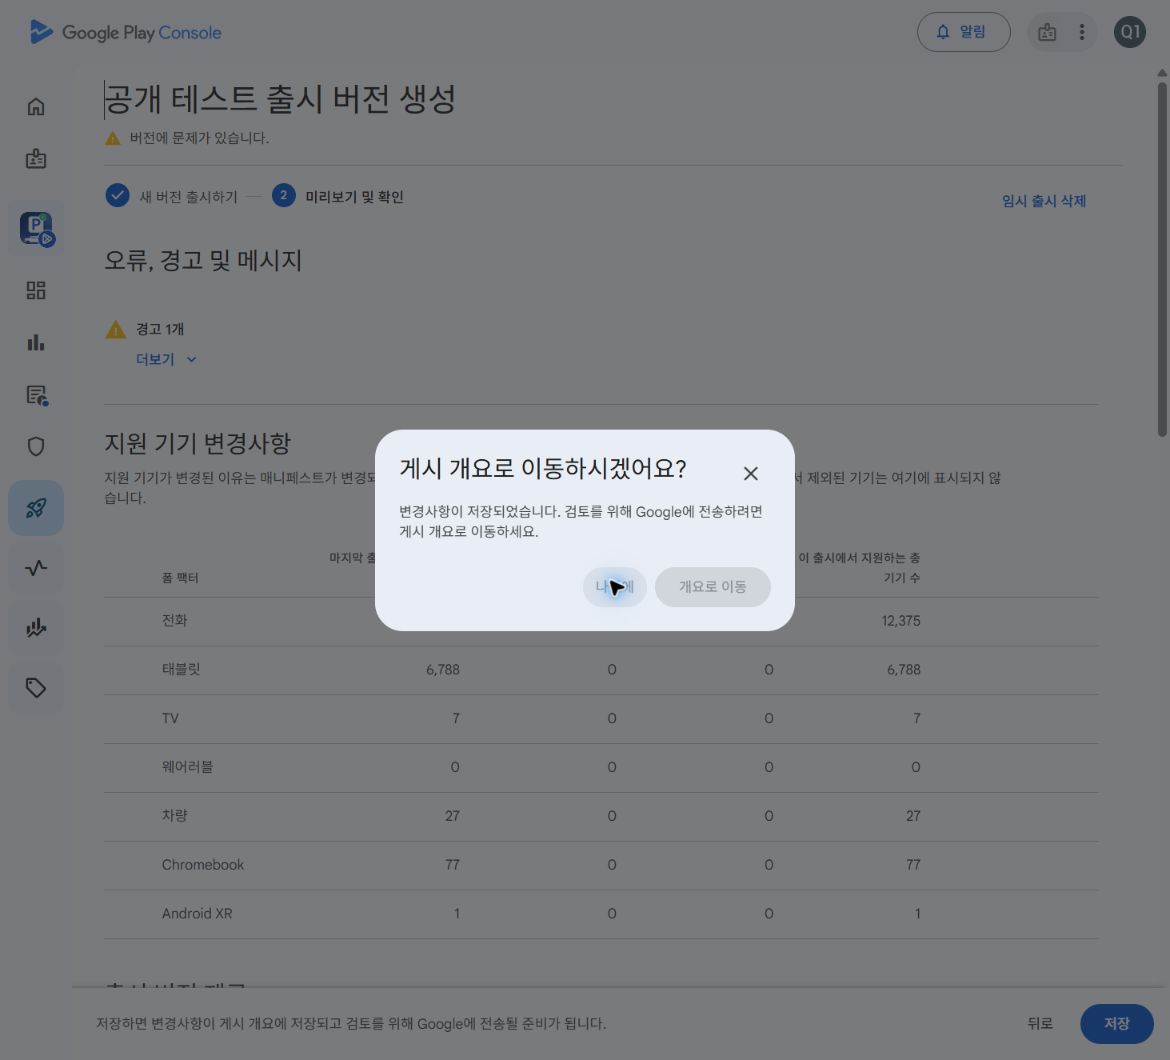 Google Play Console
알림
Q1
공개 테스트 출시 버전 생성
버전에 문제가 있습니다.
새 버전 출시하기
2 미리보기 및 확인
임시 출시 삭제
오류, 경고 및 메시지
경고 1개
더보기
지원 기기 변경사항
지원 기기가 변경된 이유는 매니페스트가 변경되
제외된 기기는 여기에 표시되지 않
습니다.
게시 개요로 이동하시겠어요?
변경사항이 저장되었습니다. 검토를 위해 Google에 전송하려면
게시 개요로 이동하세요.
개요로 이동
폼 팩터
마지막
이 출시에서 지원하는 총
기기 수
전화 12,375
태블릿 6,788 0 0 6,788
TV 7 0 0 7
웨어러블 0 0 0 0
차량 27 0 0 27
Chromebook 77 0 0 77
Android XR 1 0 0 1
저장하면 변경사항이 게시 개요에 저장되고 검토를 위해 Google에 전송될 준비가 됩니다.
뒤로
저장